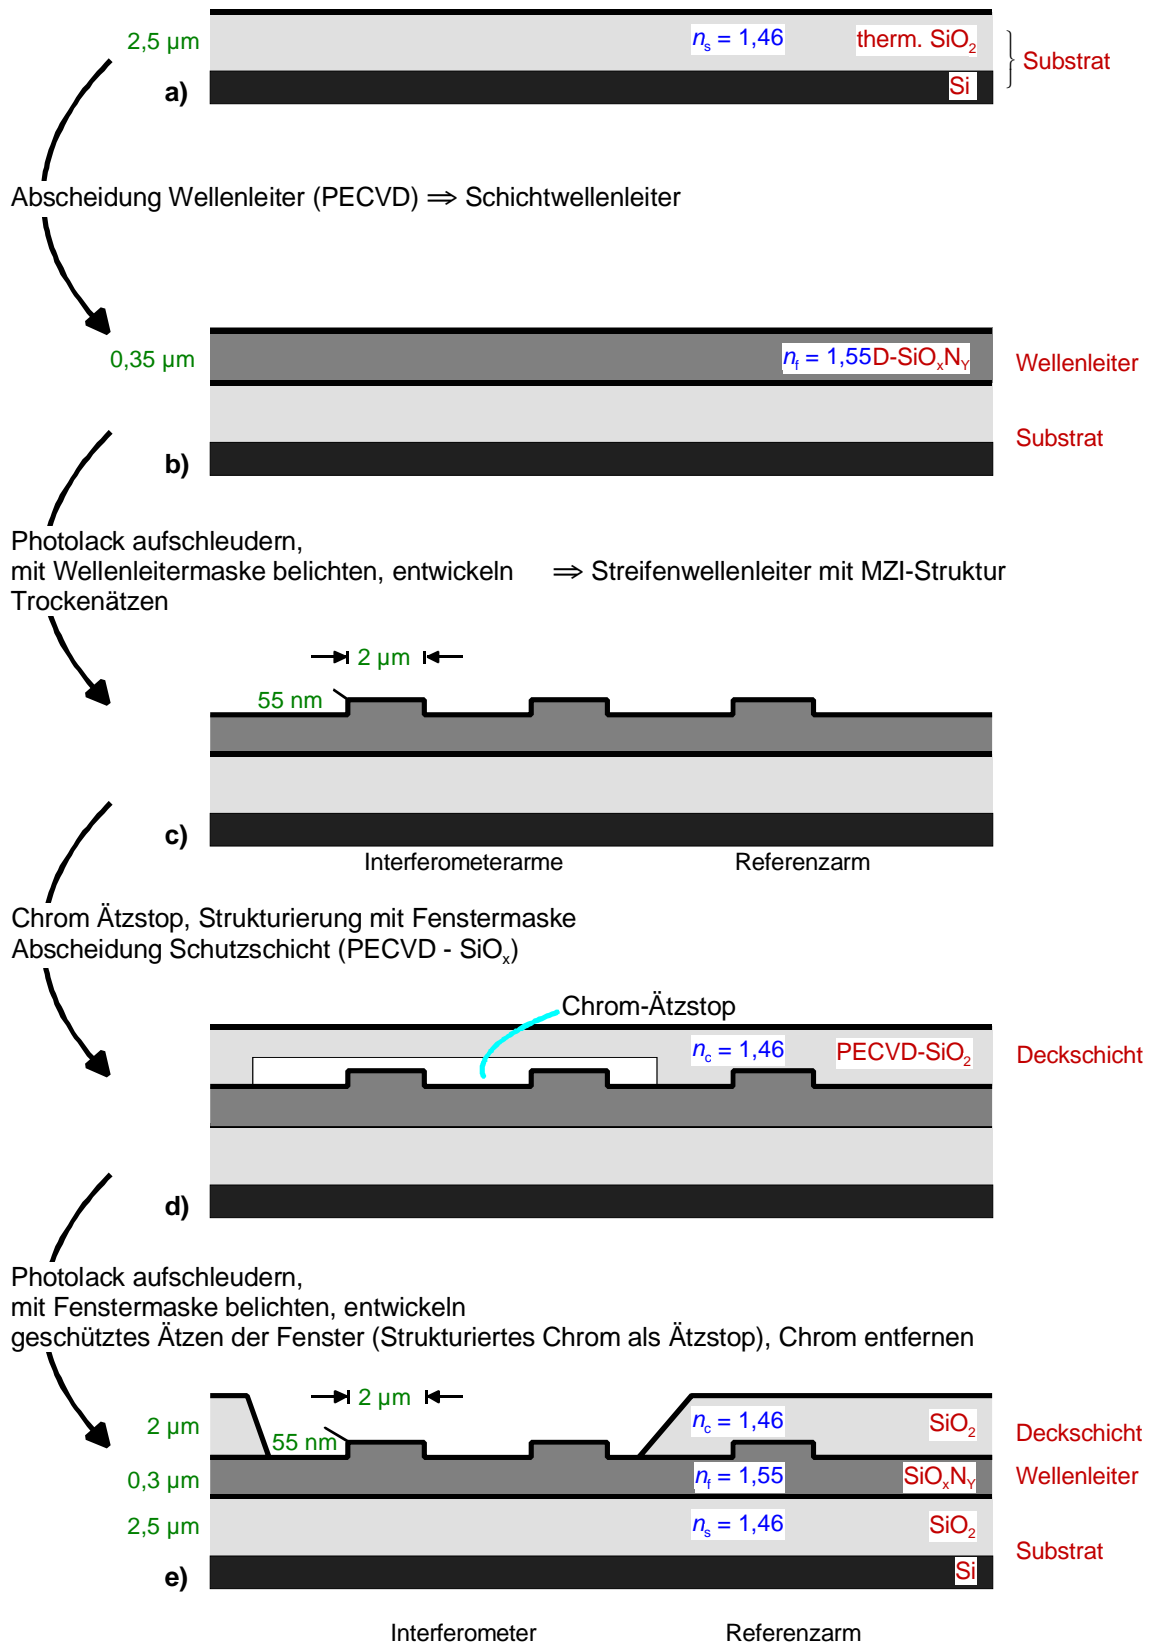 2,5 µm
nₛ = 1,46
therm. SiO₂
Substrat
Si
a)
Abscheidung Wellenleiter (PECVD) ⇒ Schichtwellenleiter
0,35 µm
n_f = 1,55 D-SiOₓN_Y
Wellenleiter
Substrat
b)
Photolack aufschleudern,
mit Wellenleitermaske belichten, entwickeln ⇒ Streifenwellenleiter mit MZI-Struktur
Trockenätzen
2 µm
55 nm
c)
Interferometerarme
Referenzarm
Chrom Ätzstop, Strukturierung mit Fenstermaske
Abscheidung Schutzschicht (PECVD - SiOₓ)
Chrom-Ätzstop
n_c = 1,46
PECVD-SiO₂
Deckschicht
d)
Photolack aufschleudern,
mit Fenstermaske belichten, entwickeln
geschütztes Ätzen der Fenster (Strukturiertes Chrom als Ätzstop), Chrom entfernen
2 µm
2 µm
55 nm
n_c = 1,46
SiO₂
Deckschicht
0,3 µm
n_f = 1,55
SiOₓN_Y
Wellenleiter
2,5 µm
nₛ = 1,46
SiO₂
Substrat
Si
e)
Interferometer
Referenzarm